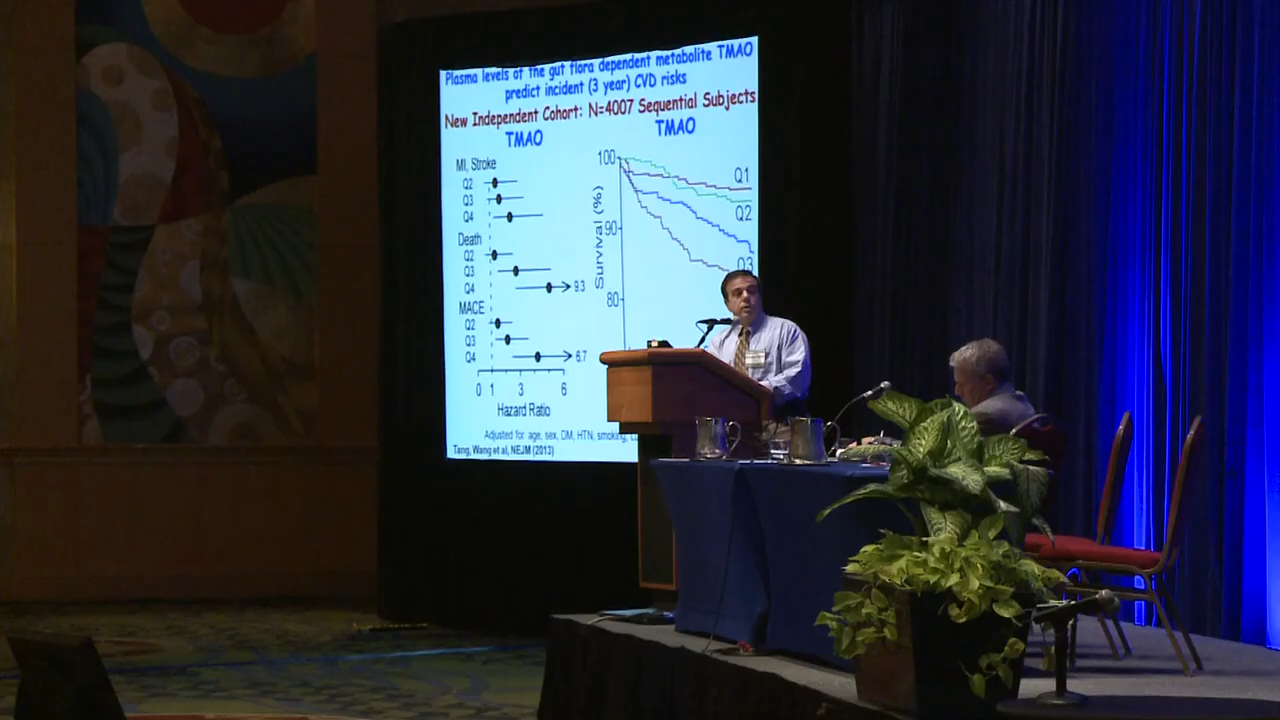 Plasma levels of the gut flora dependent metabolite TMAO
predict incident (3 year) CVD risks
New Independent Cohort: N=4007 Sequential Subjects
TMAO
MI, Stroke
Q2
Q3
Q4
Death
Q2
Q3
Q4
9.3
MACE
Q2
Q3
Q4
6.7
0 1 3 6
Hazard Ratio
TMAO
100
90
80
Survival (%)
Q1
Q2
Q3
Adjusted for: age, sex, DM, HTN, smoking,
Tang, Wang et al, NEJM (2013)